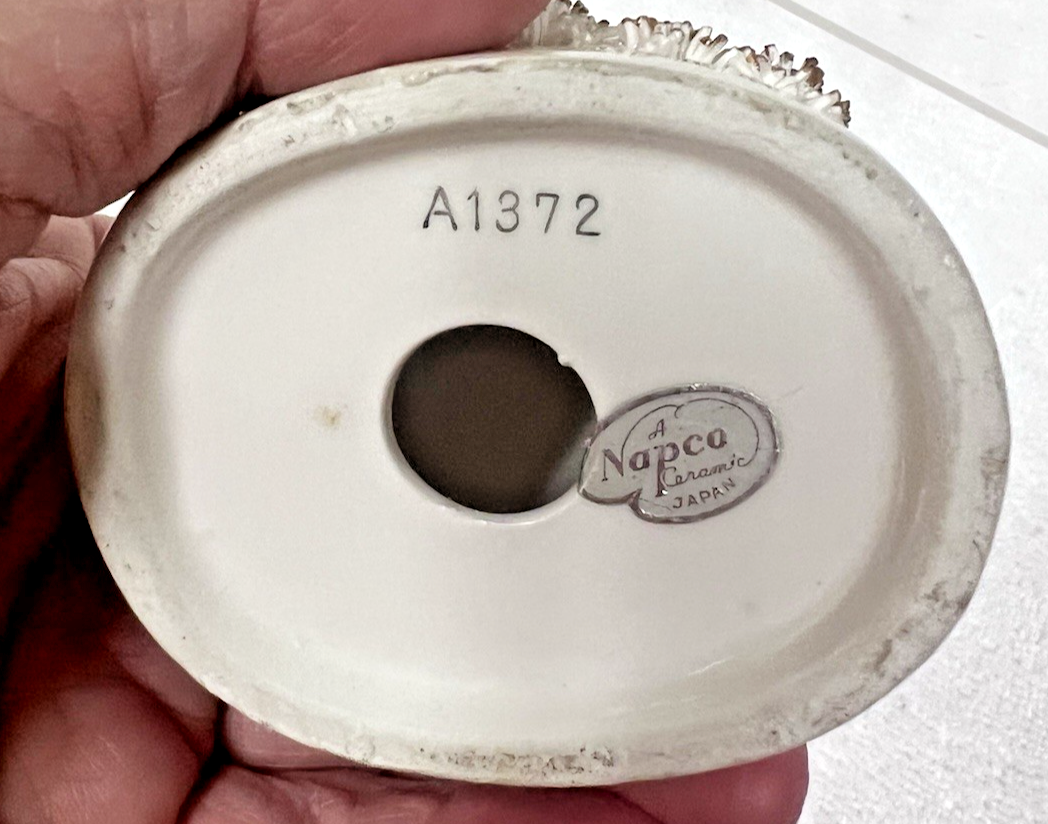 A1372
A
Napco
Ceramic
JAPAN